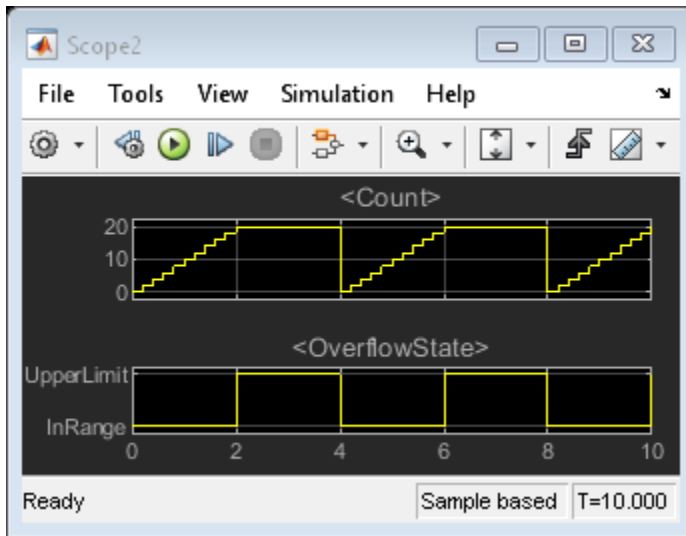 Scope2
File Tools View Simulation Help
<Count>
20
10
0
<OverflowState>
UpperLimit
InRange
0 2 4 6 8 10
Ready Sample based T=10.000